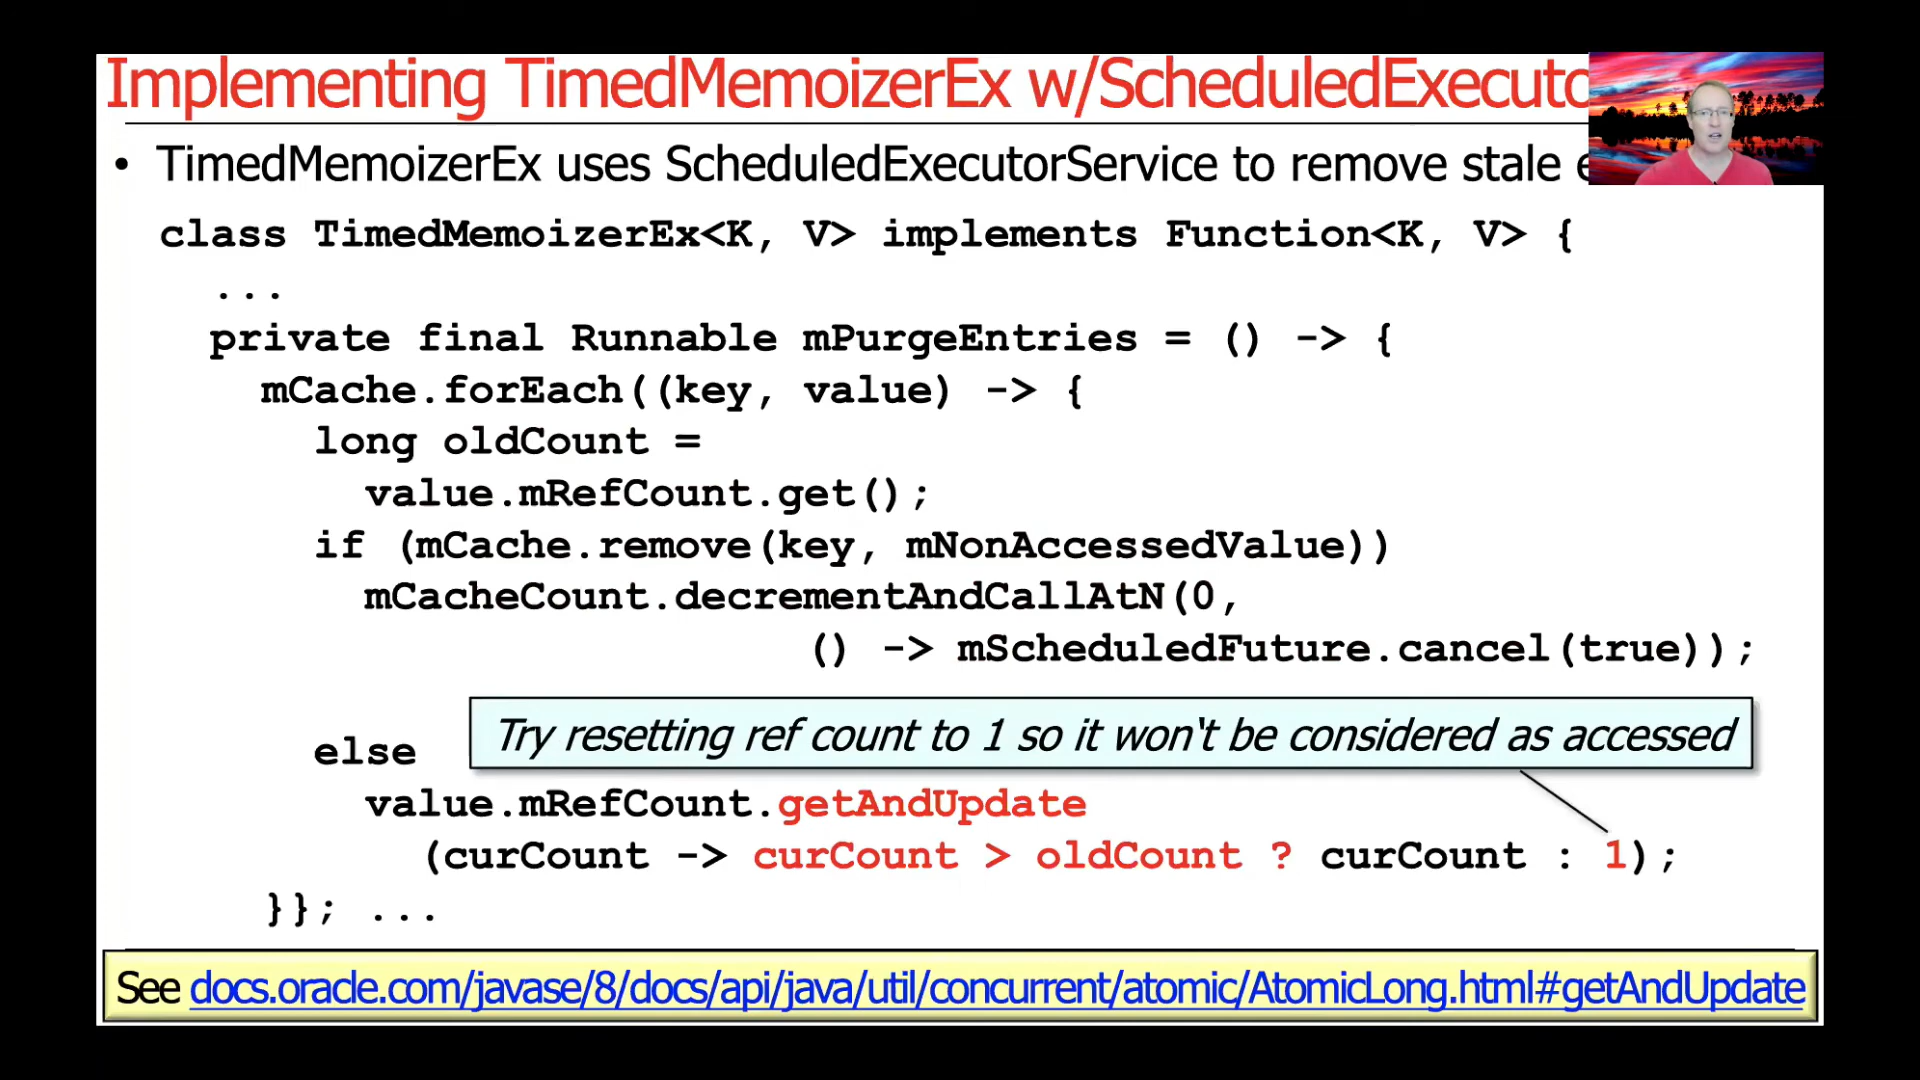 Implementing TimedMemoizerEx w/ScheduledExecuto
• TimedMemoizerEx uses ScheduledExecutorService to remove stale
class TimedMemoizerEx<K, V> implements Function<K, V> {
...
private final Runnable mPurgeEntries = () -> {
mCache.forEach((key, value) -> {
long oldCount =
value.mRefCount.get();
if (mCache.remove(key, mNonAccessedValue))
mCacheCount.decrementAndCallAtN(0,
() -> mScheduledFuture.cancel(true));
Try resetting ref count to 1 so it won't be considered as accessed
else
value.mRefCount.getAndUpdate
(curCount -> curCount > oldCount ? curCount : 1);
}}; ...
See docs.oracle.com/javase/8/docs/api/java/util/concurrent/atomic/AtomicLong.html#getAndUpdate